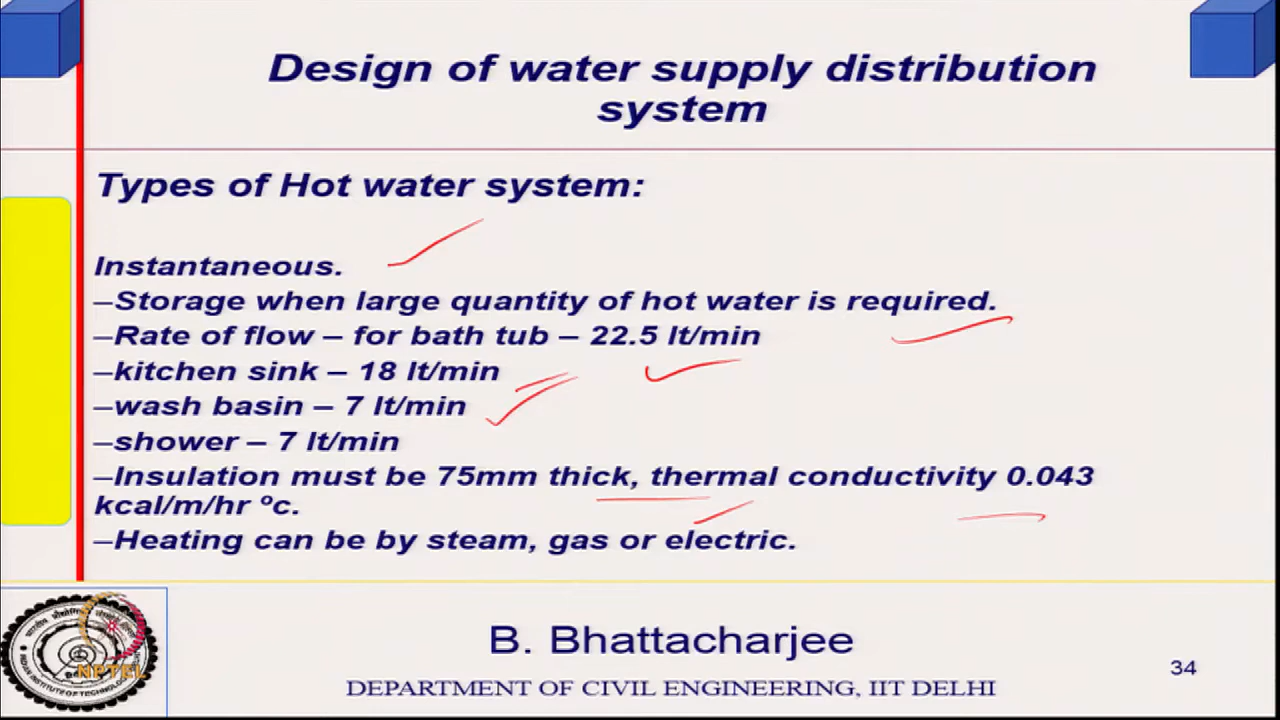 Design of water supply distribution
system
Types of Hot water system:
Instantaneous.
–Storage when large quantity of hot water is required.
–Rate of flow – for bath tub – 22.5 lt/min
–kitchen sink – 18 lt/min
–wash basin – 7 lt/min
–shower – 7 lt/min
–Insulation must be 75mm thick, thermal conductivity 0.043
kcal/m/hr ºc.
–Heating can be by steam, gas or electric.
B. Bhattacharjee
DEPARTMENT OF CIVIL ENGINEERING, IIT DELHI
34
NPTEL